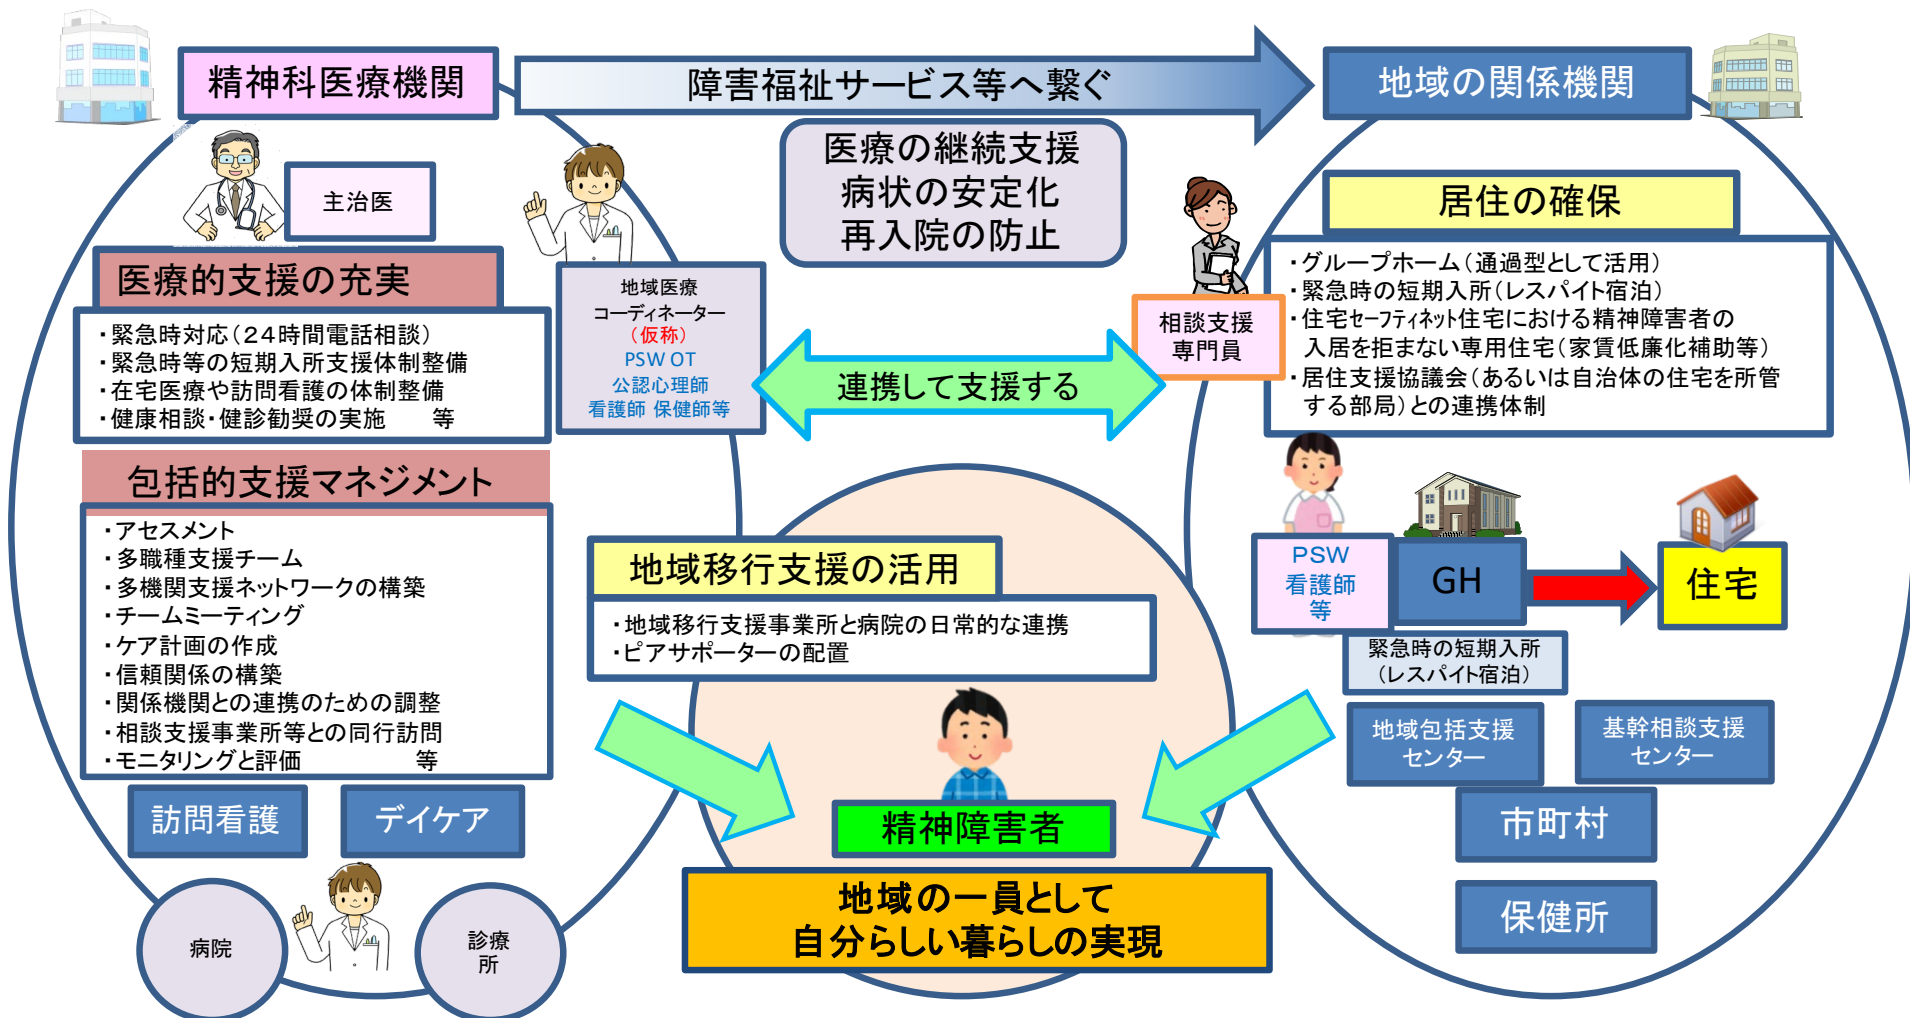 精神科医療機関
障害福祉サービス等へ繋ぐ
地域の関係機関
医療の継続支援
病状の安定化
再入院の防止
主治医
医療的支援の充実
・緊急時対応（２４時間電話相談）
・緊急時等の短期入所支援体制整備
・在宅医療や訪問看護の体制整備
・健康相談・健診勧奨の実施　　等
地域医療
コーディネーター
（仮称）
PSW OT
公認心理師
看護師 保健師等
連携して支援する
相談支援
専門員
居住の確保
・グループホーム（通過型として活用）
・緊急時の短期入所（レスパイト宿泊）
・住宅セーフティネット住宅における精神障害者の
入居を拒まない専用住宅（家賃低廉化補助等）
・居住支援協議会（あるいは自治体の住宅を所管
する部局）との連携体制
包括的支援マネジメント
・アセスメント
・多職種支援チーム
・多機関支援ネットワークの構築
・チームミーティング
・ケア計画の作成
・信頼関係の構築
・関係機関との連携のための調整
・相談支援事業所等との同行訪問
・モニタリングと評価　　　　　等
訪問看護
デイケア
病院
診療
所
地域移行支援の活用
・地域移行支援事業所と病院の日常的な連携
・ピアサポーターの配置
精神障害者
地域の一員として
自分らしい暮らしの実現
PSW
看護師
等
GH
住宅
緊急時の短期入所
（レスパイト宿泊）
地域包括支援
センター
基幹相談支援
センター
市町村
保健所